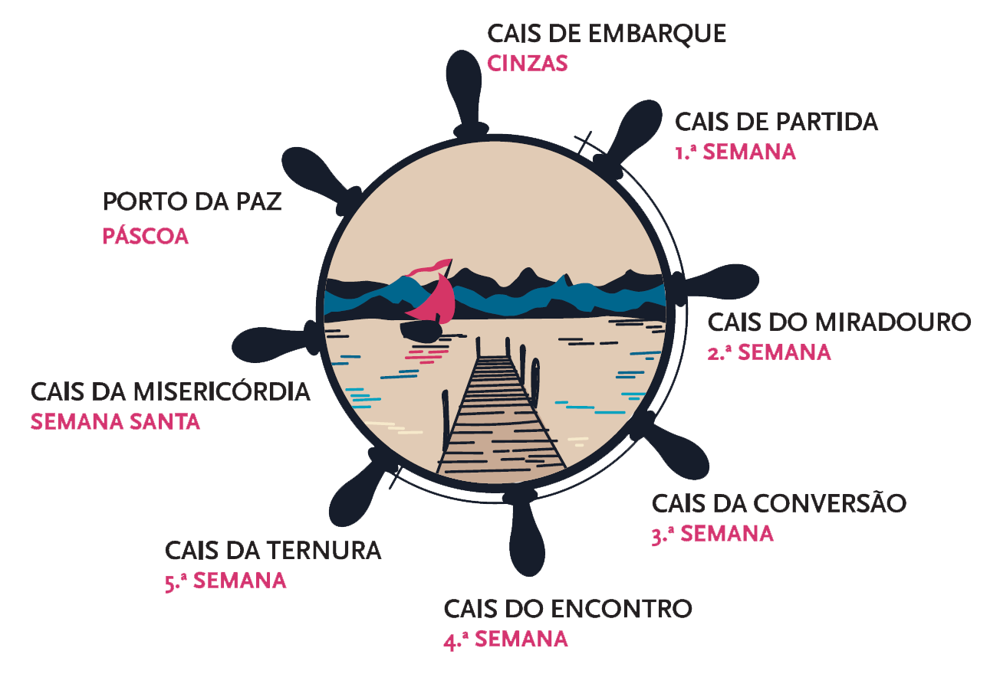 CAIS DE EMBARQUE
CINZAS
CAIS DE PARTIDA
1.ª SEMANA
CAIS DO MIRADOURO
2.ª SEMANA
CAIS DA CONVERSÃO
3.ª SEMANA
CAIS DO ENCONTRO
4.ª SEMANA
CAIS DA TERNURA
5.ª SEMANA
CAIS DA MISERICÓRDIA
SEMANA SANTA
PORTO DA PAZ
PÁSCOA